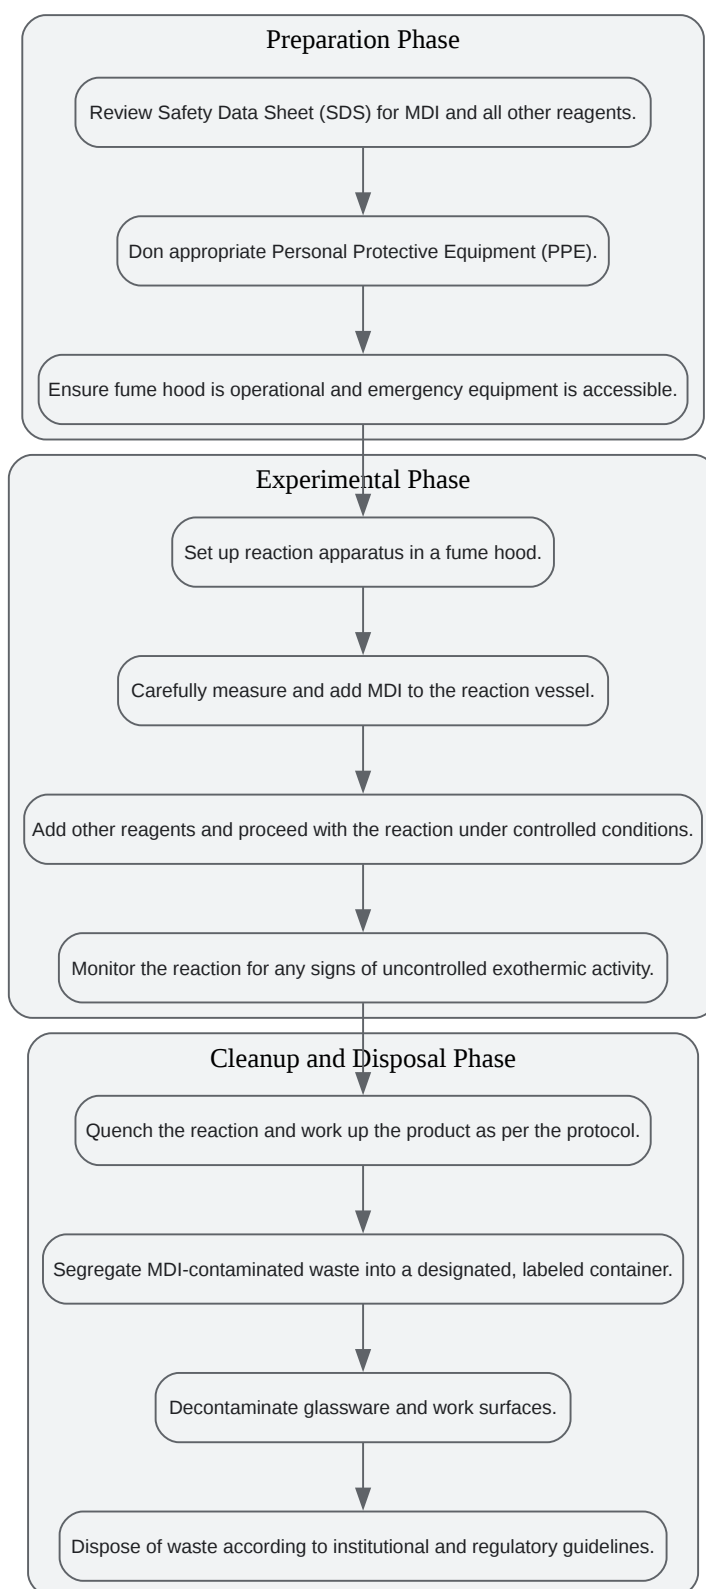 Preparation Phase
Review Safety Data Sheet (SDS) for MDI and all other reagents.
Don appropriate Personal Protective Equipment (PPE).
Ensure fume hood is operational and emergency equipment is accessible.
Experimental Phase
Set up reaction apparatus in a fume hood.
Carefully measure and add MDI to the reaction vessel.
Add other reagents and proceed with the reaction under controlled conditions.
Monitor the reaction for any signs of uncontrolled exothermic activity.
Cleanup and Disposal Phase
Quench the reaction and work up the product as per the protocol.
Segregate MDI-contaminated waste into a designated, labeled container.
Decontaminate glassware and work surfaces.
Dispose of waste according to institutional and regulatory guidelines.